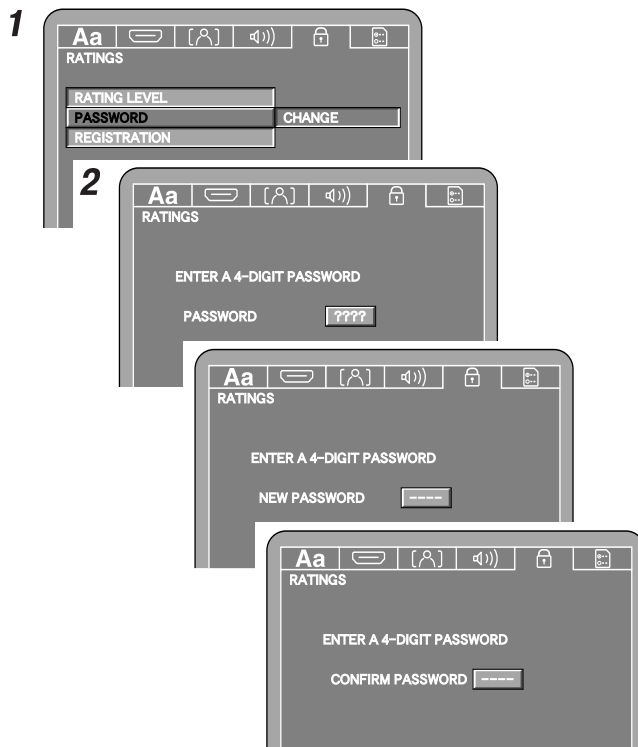 1
Aa
RATINGS
RATING LEVEL
PASSWORD CHANGE
REGISTRATION
2
Aa
RATINGS
ENTER A 4-DIGIT PASSWORD
PASSWORD ????
Aa
RATINGS
ENTER A 4-DIGIT PASSWORD
NEW PASSWORD ----
Aa
RATINGS
ENTER A 4-DIGIT PASSWORD
CONFIRM PASSWORD ----